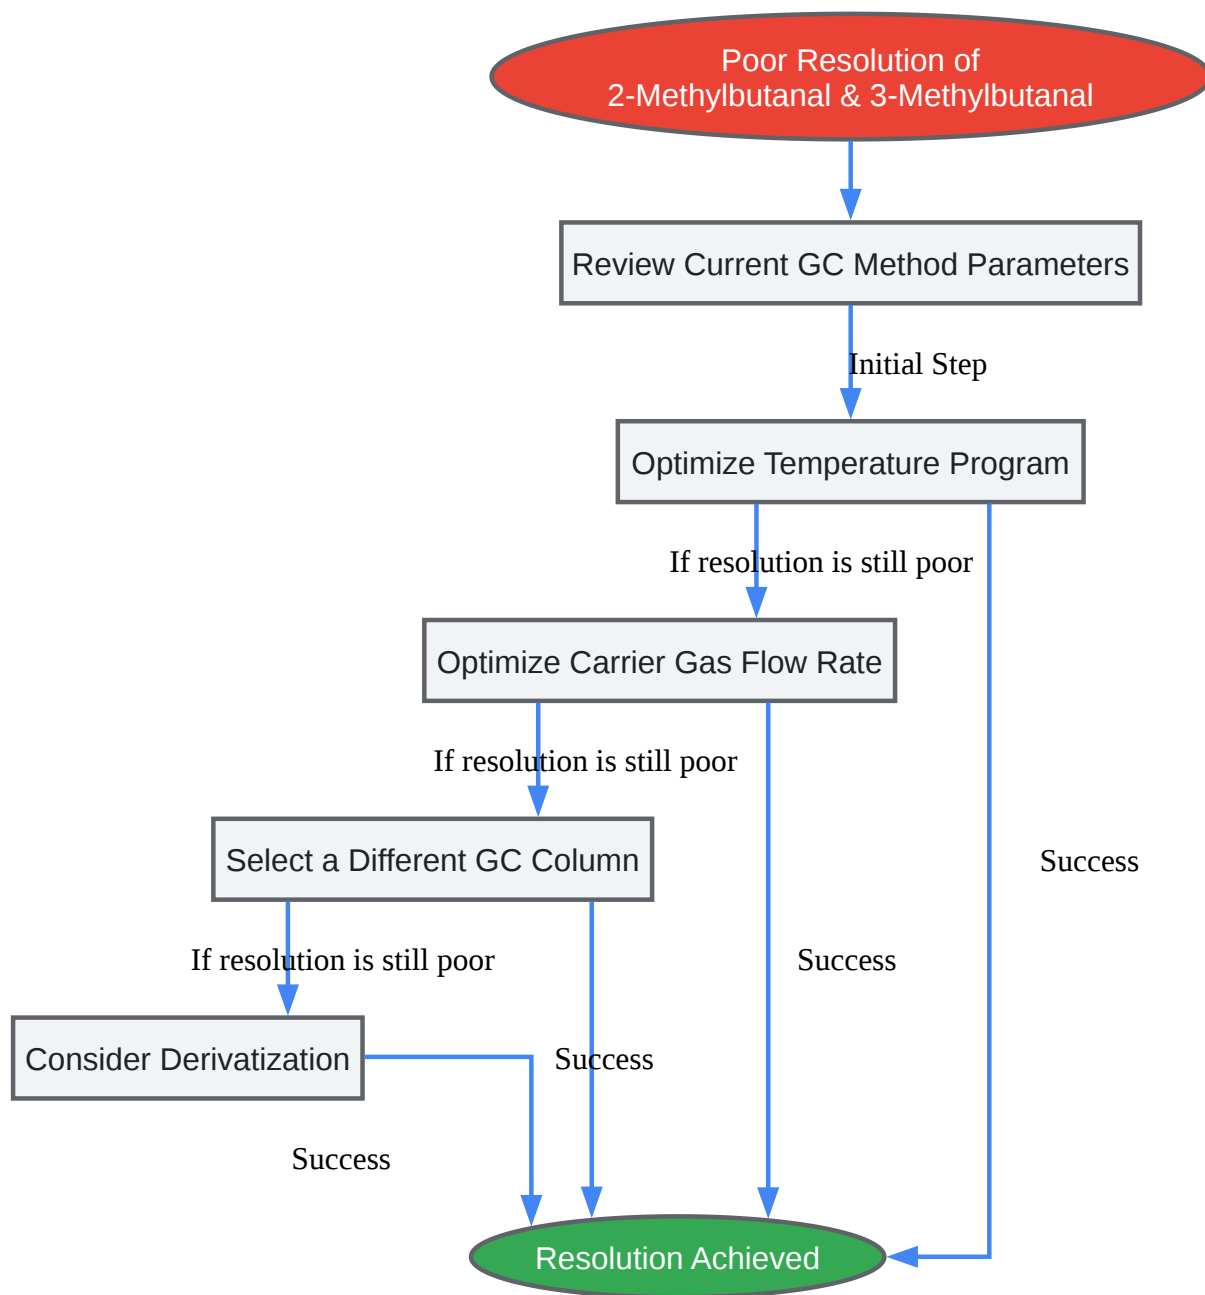 Poor Resolution of
2-Methylbutanal & 3-Methylbutanal
Review Current GC Method Parameters
Initial Step
Optimize Temperature Program
If resolution is still poor
Optimize Carrier Gas Flow Rate
If resolution is still poor
Select a Different GC Column
Success
If resolution is still poor
Success
Consider Derivatization
Success
Success
Resolution Achieved